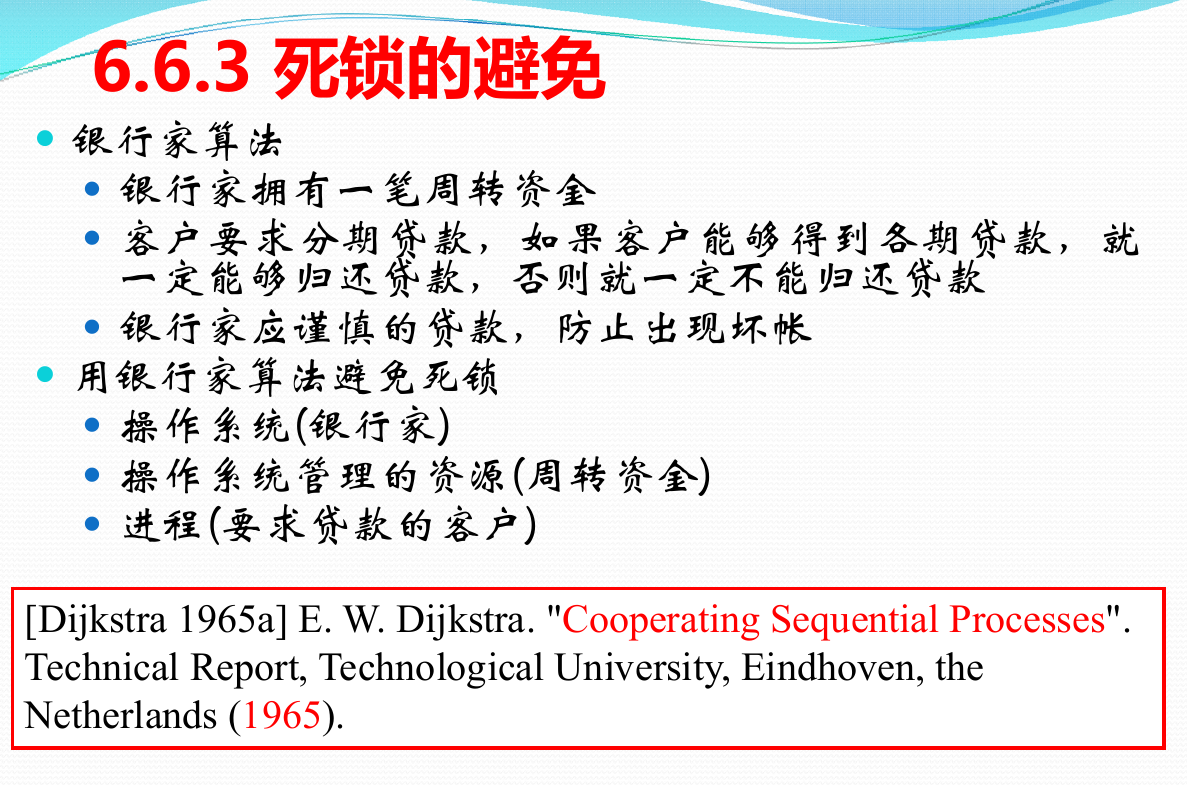 6.6.3 死锁的避免
银行家算法
银行家拥有一笔周转资金
客户要求分期贷款，如果客户能够得到各期贷款，就
一定能够归还贷款，否则就一定不能归还贷款
银行家应谨慎的贷款，防止出现坏帐
用银行家算法避免死锁
操作系统(银行家)
操作系统管理的资源(周转资金)
进程(要求贷款的客户)
[Dijkstra 1965a] E. W. Dijkstra. "Cooperating Sequential Processes".
Technical Report, Technological University, Eindhoven, the
Netherlands (1965).